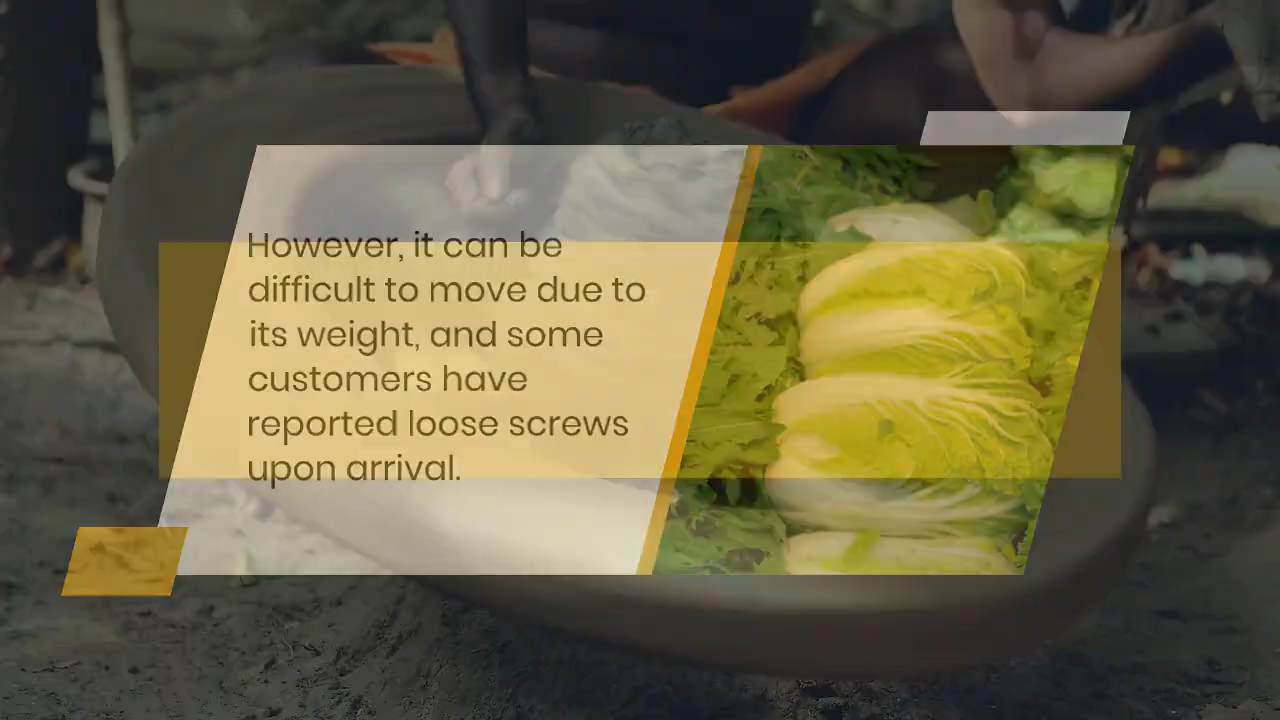 However, it can be
difficult to move due to
its weight, and some
customers have
reported loose screws
upon arrival.